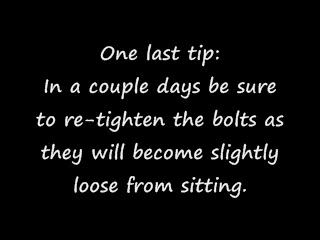 One last tip:
In a couple days be sure
to re-tighten the bolts as
they will become slightly
loose from sitting.